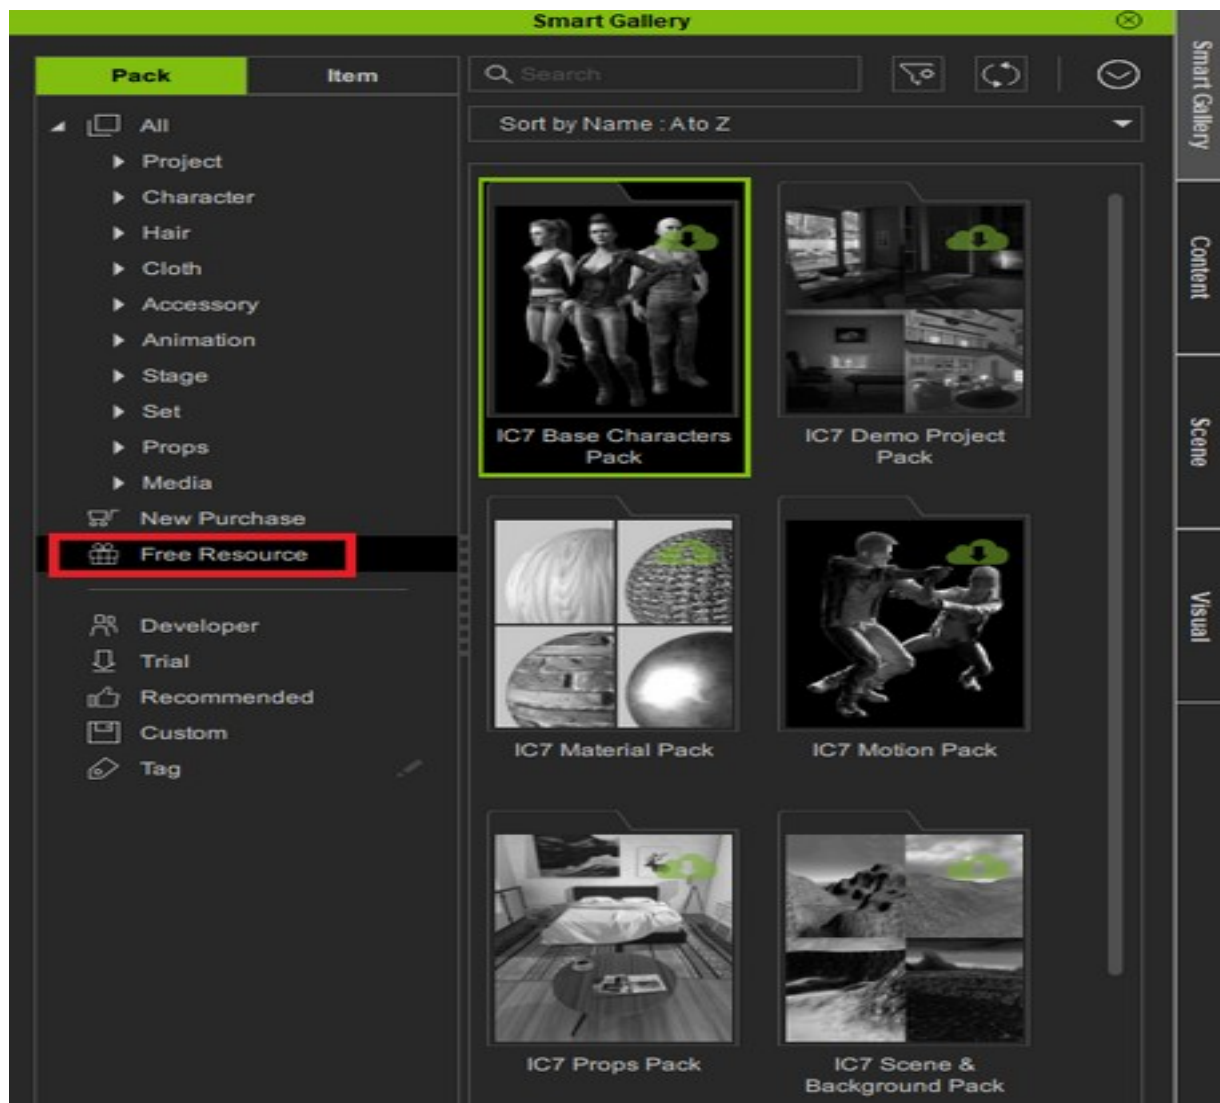 Smart Gallery
Pack
Item
Search
Sort by Name : A to Z
All
Project
Character
Hair
Cloth
Accessory
Animation
Stage
Set
Props
Media
New Purchase
Free Resource
Developer
Trial
Recommended
Custom
Tag
IC7 Base Characters
Pack
IC7 Demo Project
Pack
IC7 Material Pack
IC7 Motion Pack
IC7 Props Pack
IC7 Scene &
Background Pack
Smart Gallery
Content
Scene
Visual